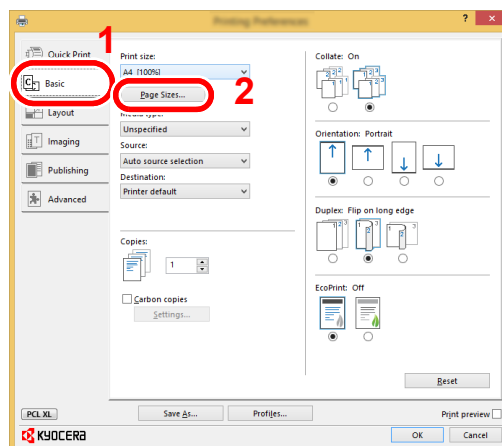 Printing Preferences
?
×
1
Quick Print
Basic
Layout
Imaging
Publishing
Advanced
Print size:
A4 [100%]
Page Sizes...
2
Media type:
Unspecified
Source:
Auto source selection
Destination:
Printer default
Copies:
1
Carbon copies
Settings...
Collate: On
Orientation: Portrait
Duplex: Flip on long edge
EcoPrint: Off
Reset
PCL XL
Save As...
Profiles...
Print preview
KYOCERA
OK
Cancel